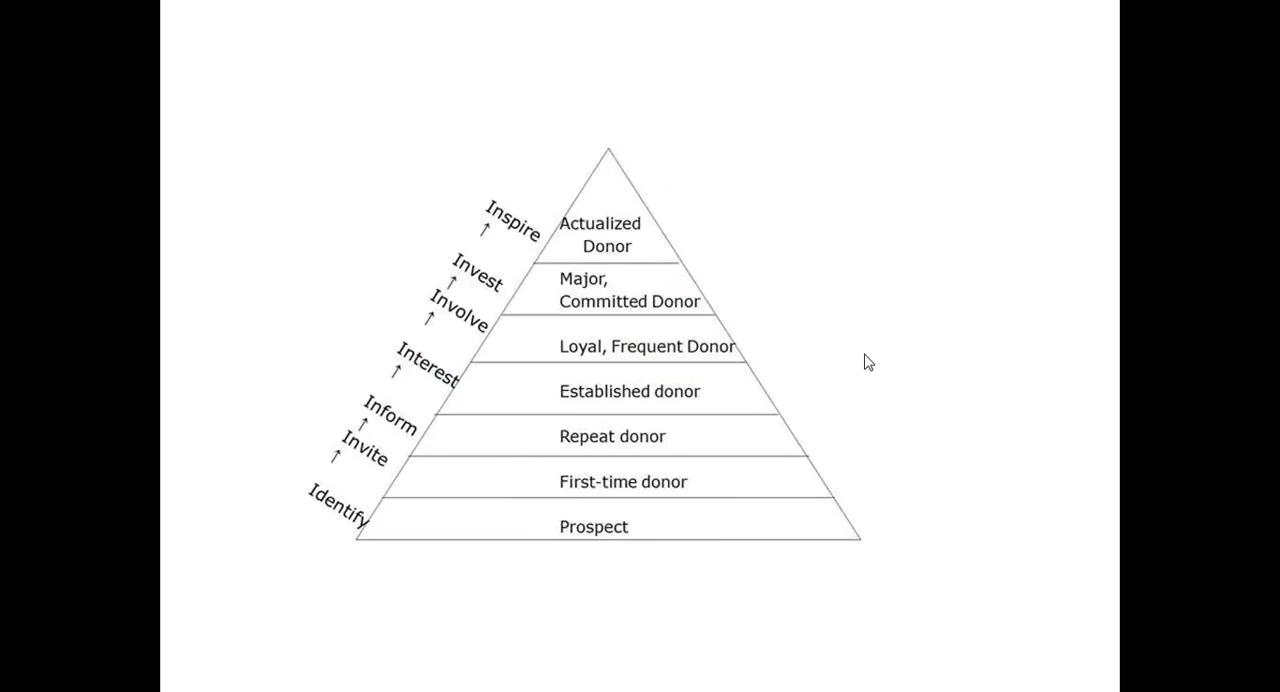 Inspire
Actualized
Donor
Invest
Major,
Committed Donor
Involve
Loyal, Frequent Donor
Interest
Established donor
Inform
Repeat donor
Invite
First-time donor
Identify
Prospect